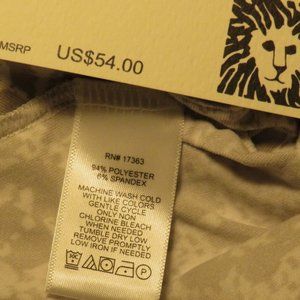 MSRP
US$54.00
RN# 17363
94% POLYESTER
6% SPANDEX
MACHINE WASH COLD
WITH LIKE COLORS
GENTLE CYCLE
ONLY NON
CHLORINE BLEACH
WHEN NEEDED
TUMBLE DRY LOW
REMOVE PROMPTLY
LOW IRON IF NEEDED